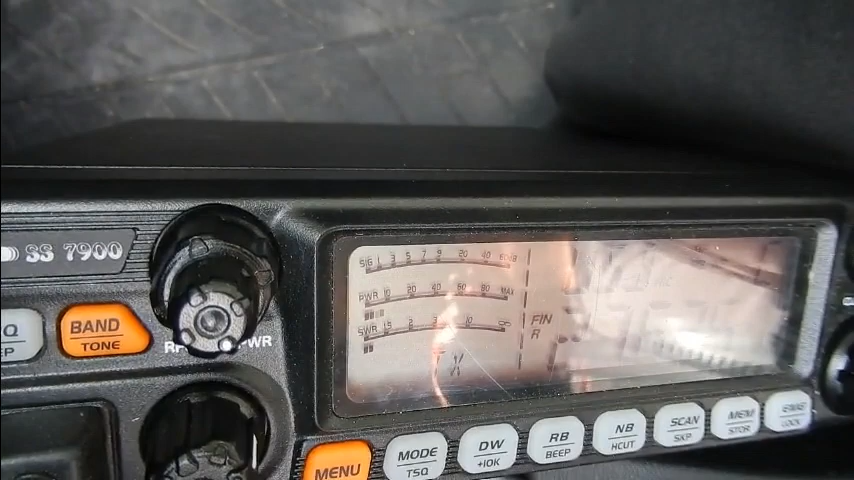 SS 7900
Q
EP
BAND
TONE
RF PWR
SIG 1 3 5 7 9 20 40 60dB
PWR 10 20 40 60 80 MAX
SWR 1.5 2 3 10 ∞
FIN
R
MENU
MODE
TSQ
DW
+10K
RB
BEEP
NB
HCUT
SCAN
SKP
MEM
STOR
EMG
LOCK